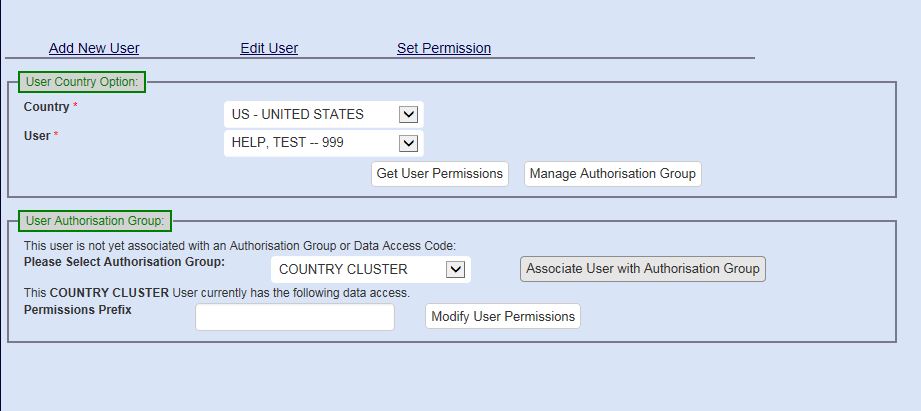 Add New User Edit User Set Permission
User Country Option:
Country *
US - UNITED STATES
User *
HELP, TEST -- 999
Get User Permissions Manage Authorisation Group
User Authorisation Group:
This user is not yet associated with an Authorisation Group or Data Access Code:
Please Select Authorisation Group: COUNTRY CLUSTER Associate User with Authorisation Group
This COUNTRY CLUSTER User currently has the following data access.
Permissions Prefix Modify User Permissions